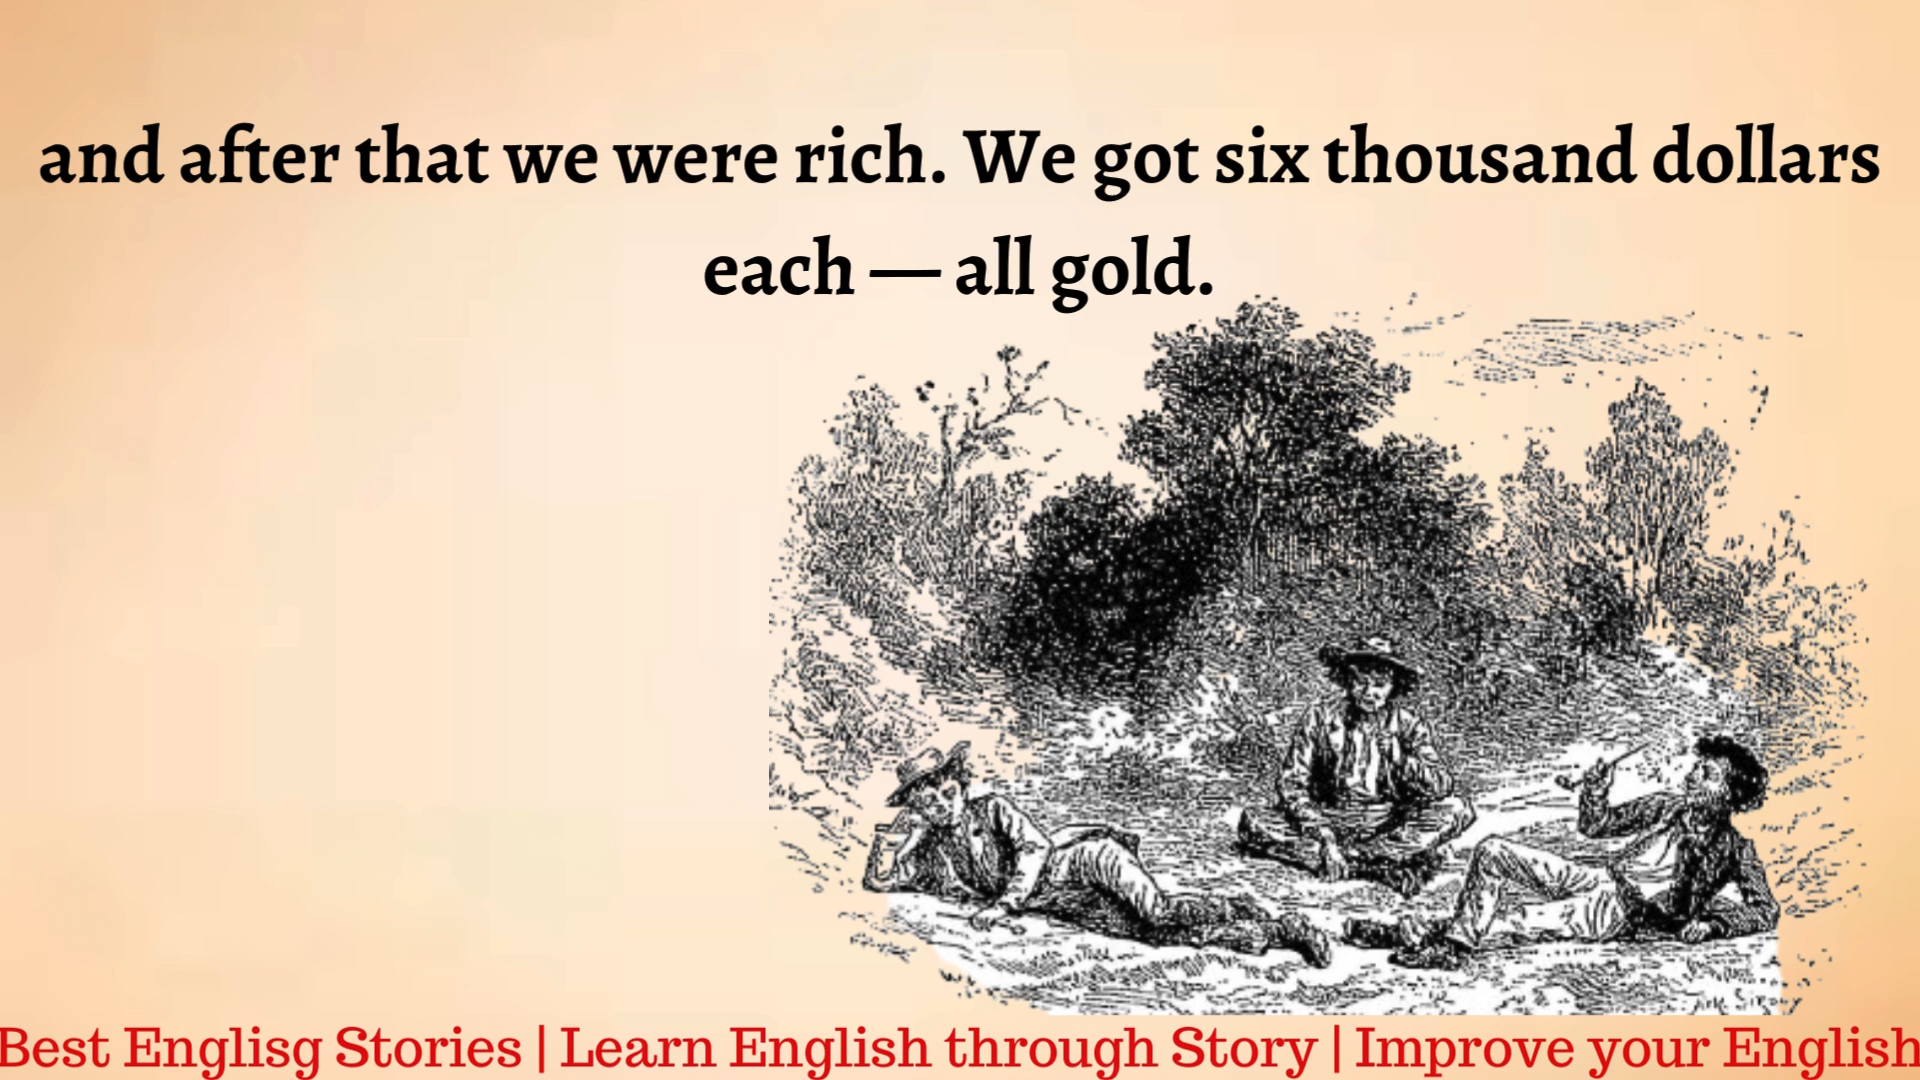 and after that we were rich. We got six thousand dollars
each — all gold.
Best Englisg Stories | Learn English through Story | Improve your English